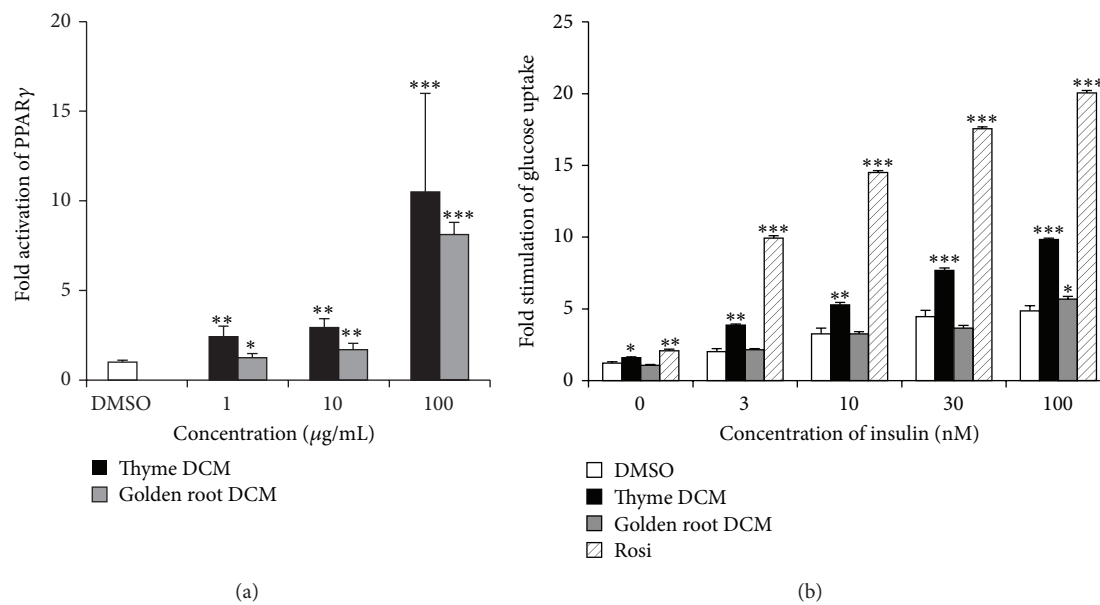 20
15
10
5
0
Fold activation of PPARγ
***
***
**
*
**
**
DMSO
1
10
100
Concentration (μg/mL)
Thyme DCM
Golden root DCM
(a)
25
20
15
10
5
0
Fold stimulation of glucose uptake
*
**
**
***
**
***
***
***
***
*
***
0
3
10
30
100
Concentration of insulin (nM)
DMSO
Thyme DCM
Golden root DCM
Rosi
(b)